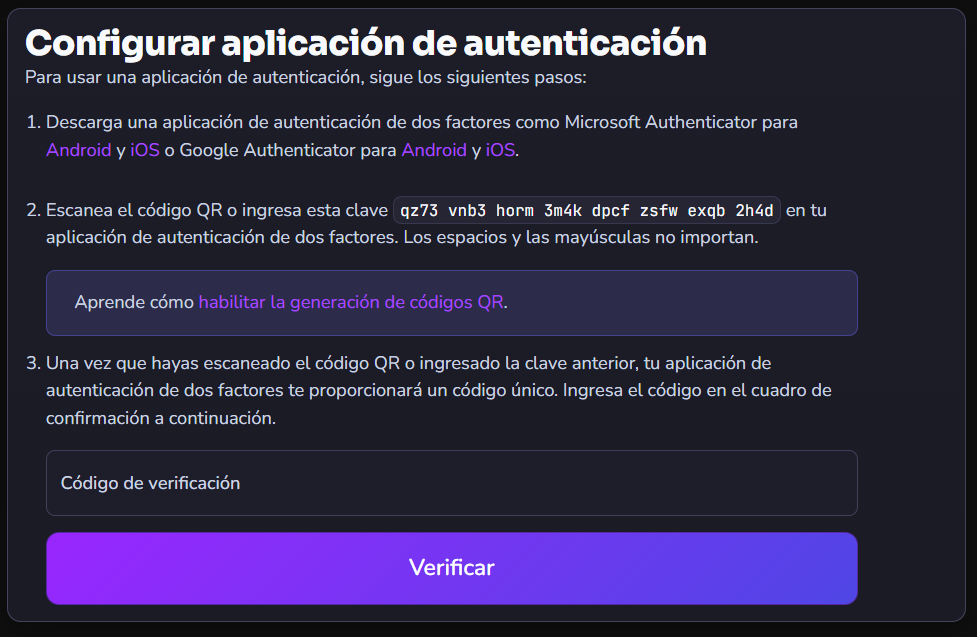 Configurar aplicación de autenticación
Para usar una aplicación de autenticación, sigue los siguientes pasos:
1. Descarga una aplicación de autenticación de dos factores como Microsoft Authenticator para
Android y iOS o Google Authenticator para Android y iOS.
2. Escanea el código QR o ingresa esta clave qz73 vnb3 horm 3m4k dpcf zsfw exqb 2h4d en tu
aplicación de autenticación de dos factores. Los espacios y las mayúsculas no importan.
Aprende cómo habilitar la generación de códigos QR.
3. Una vez que hayas escaneado el código QR o ingresado la clave anterior, tu aplicación de
autenticación de dos factores te proporcionará un código único. Ingresa el código en el cuadro de
confirmación a continuación.
Código de verificación
Verificar